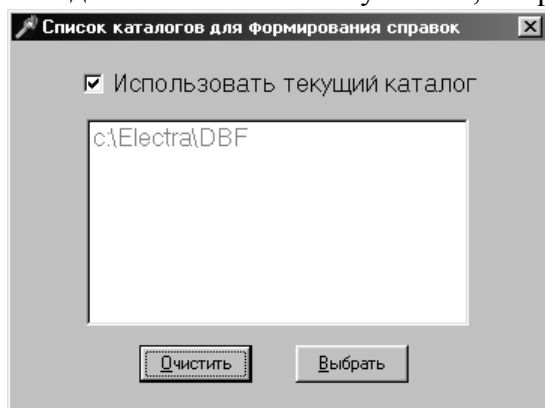 Список каталогов для формирования справок
Использовать текущий каталог
c:\Electra\DBF
Очистить
Выбрать